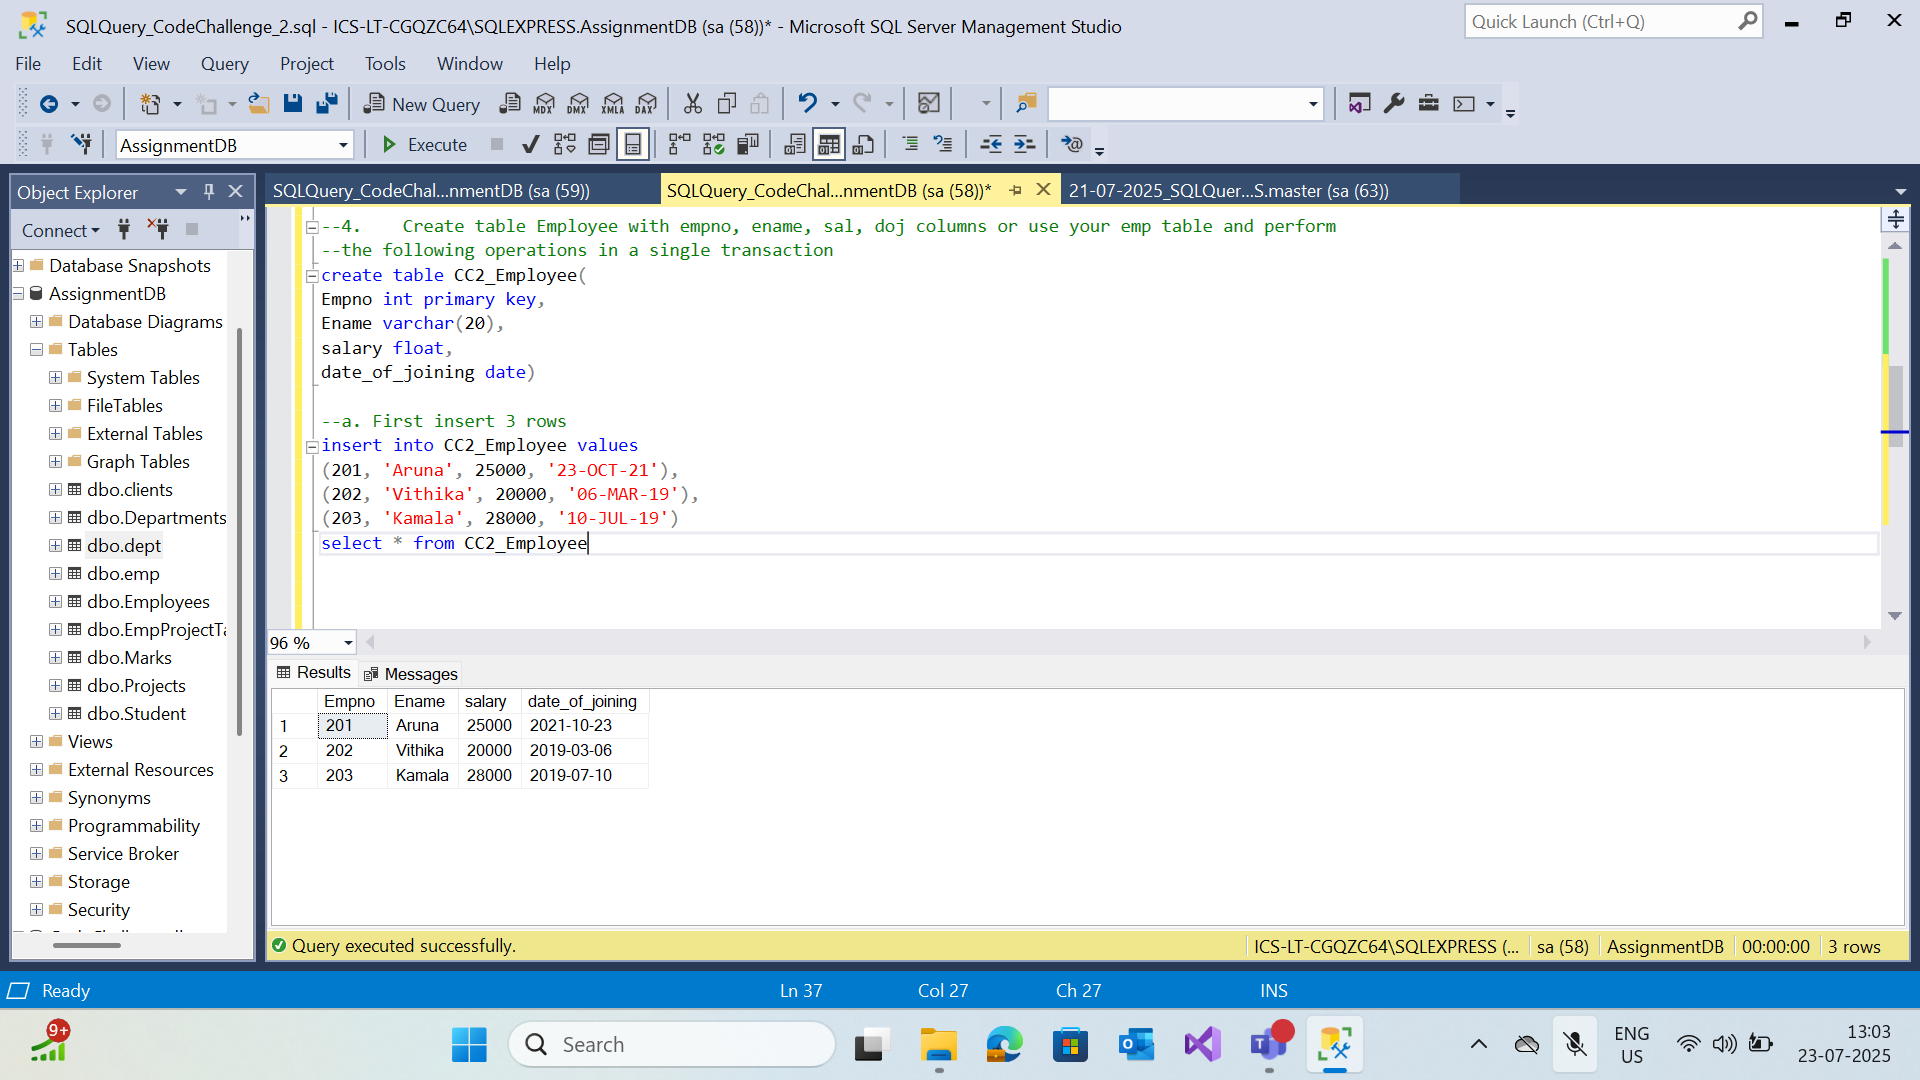 SQLQuery_CodeChallenge_2.sql - ICS-LT-CGQZC64\SQLEXPRESS.AssignmentDB (sa (58))* - Microsoft SQL Server Management Studio
Quick Launch (Ctrl+Q)
File Edit View Query Project Tools Window Help
New Query MDX DMX XMLA DAX
AssignmentDB Execute
Object Explorer
Connect
Database Snapshots
AssignmentDB
Database Diagrams
Tables
System Tables
FileTables
External Tables
Graph Tables
dbo.clients
dbo.Departments
dbo.dept
dbo.emp
dbo.Employees
dbo.EmpProjectTa
dbo.Marks
dbo.Projects
dbo.Student
Views
External Resources
Synonyms
Programmability
Service Broker
Storage
Security
SQLQuery_CodeChal...nmentDB (sa (59)) SQLQuery_CodeChal...nmentDB (sa (58))* 21-07-2025_SQLQuer...S.master (sa (63))
--4. Create table Employee with empno, ename, sal, doj columns or use your emp table and perform
--the following operations in a single transaction
create table CC2_Employee(
Empno int primary key,
Ename varchar(20),
salary float,
date_of_joining date)
--a. First insert 3 rows
insert into CC2_Employee values
(201, 'Aruna', 25000, '23-OCT-21'),
(202, 'Vithika', 20000, '06-MAR-19'),
(203, 'Kamala', 28000, '10-JUL-19')
select * from CC2_Employee
96 %
Results Messages
Empno Ename salary date_of_joining
1 201 Aruna 25000 2021-10-23
2 202 Vithika 20000 2019-03-06
3 203 Kamala 28000 2019-07-10
Query executed successfully. ICS-LT-CGQZC64\SQLEXPRESS (... sa (58) AssignmentDB 00:00:00 3 rows
Ready Ln 37 Col 27 Ch 27 INS
9+
Search
ENG
US
13:03
23-07-2025